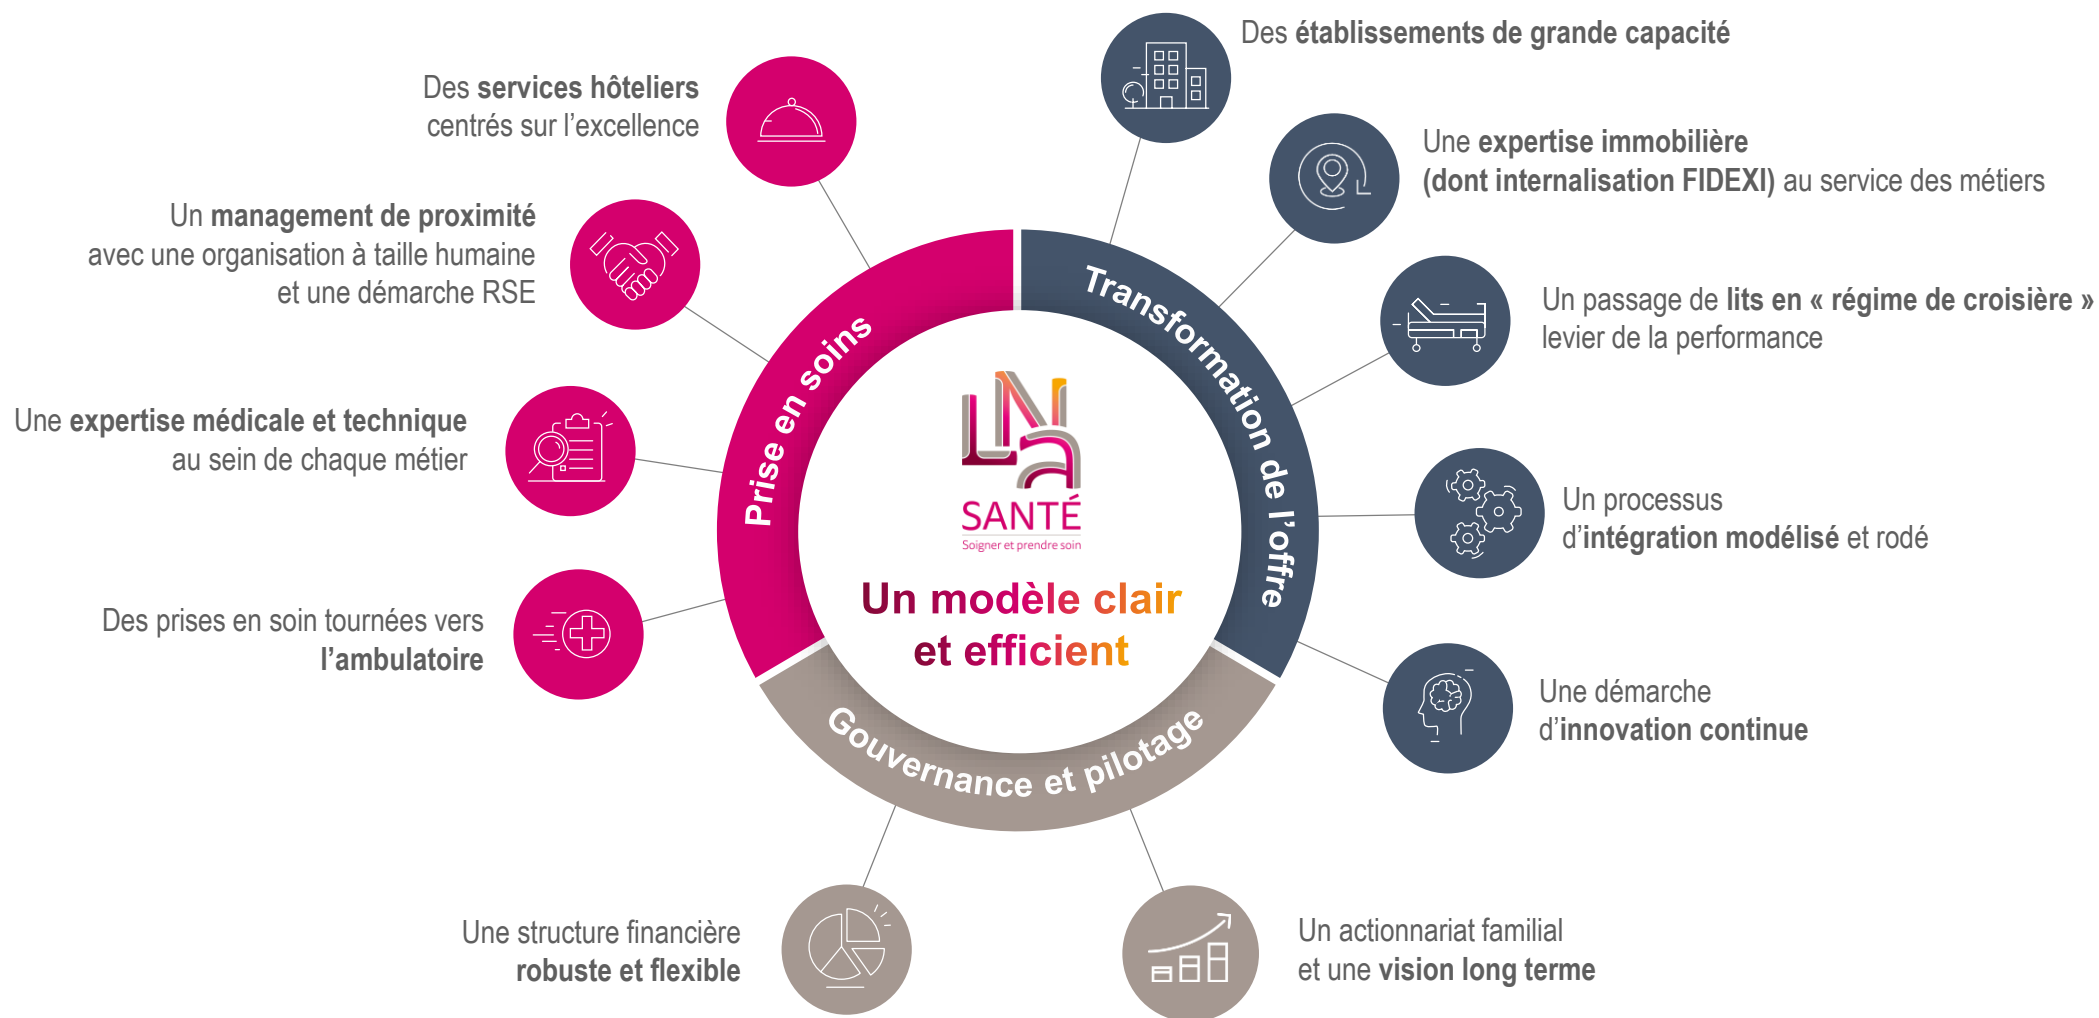 Des établissements de grande capacité
Une expertise immobilière
(dont internalisation FIDEXI) au service des métiers
Un passage de lits en « régime de croisière »
levier de la performance
Un processus
d’intégration modélisé et rodé
Une démarche
d’innovation continue
Un actionnariat familial
et une vision long terme
Une structure financière
robuste et flexible
Des prises en soin tournées vers
l’ambulatoire
Une expertise médicale et technique
au sein de chaque métier
Un management de proximité
avec une organisation à taille humaine
et une démarche RSE
Des services hôteliers
centrés sur l’excellence
Prise en soins
Transformation de l’offre
Gouvernance et pilotage
LNa
SANTÉ
Soigner et prendre soin
Un modèle clair
et efficient